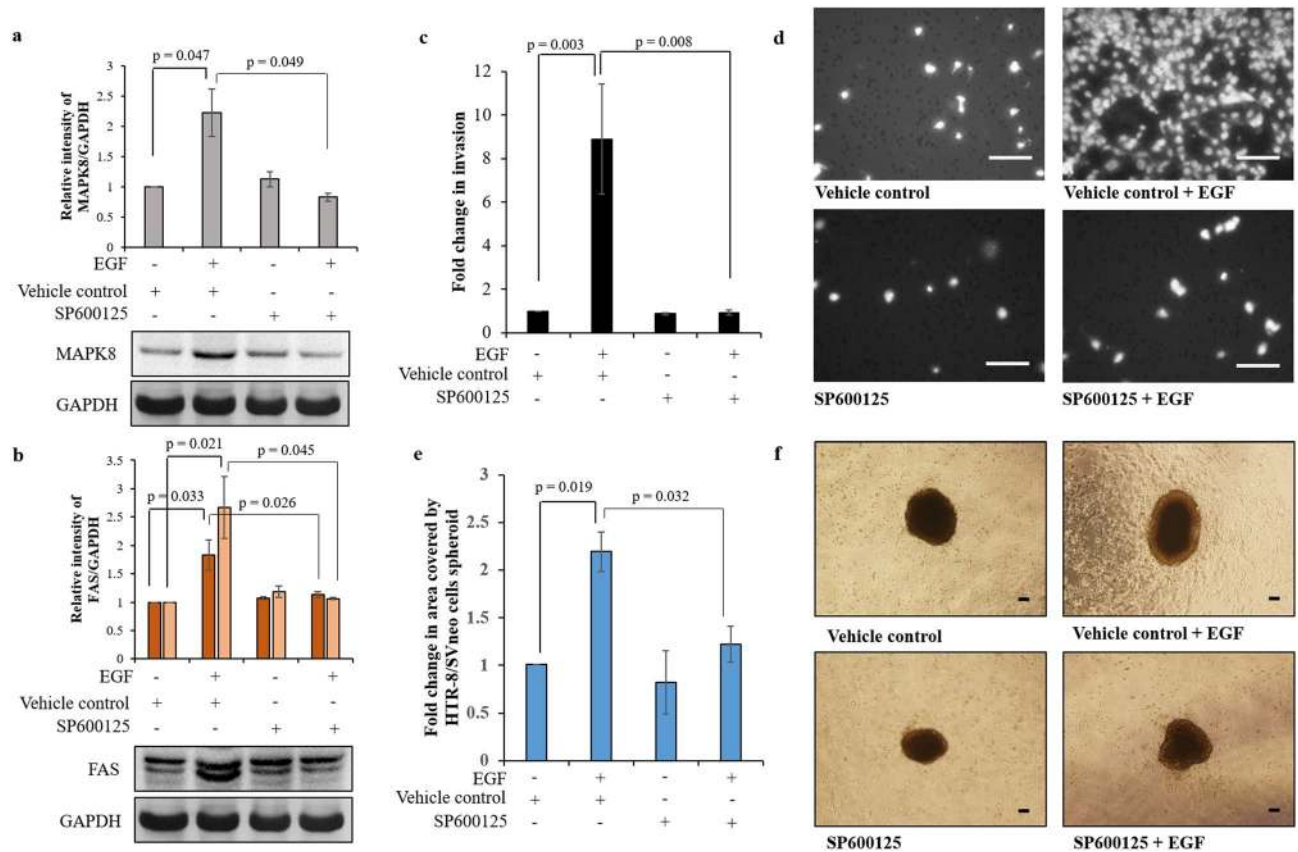 a
p = 0.047
p = 0.049
Relative intensity of
MAPK8/GAPDH
3
2.5
2
1.5
1
0.5
0
EGF - + - +
Vehicle control + + - -
SP600125 - - + +
MAPK8
GAPDH
b
p = 0.021
p = 0.045
p = 0.033
p = 0.026
Relative intensity of
FAS/GAPDH
3.5
3
2.5
2
1.5
1
0.5
0
EGF - + - +
Vehicle control + + - -
SP600125 - - + +
FAS
GAPDH
c
p = 0.003
p = 0.008
Fold change in invasion
12
10
8
6
4
2
0
EGF - + - +
Vehicle control + + - -
SP600125 - - + +
d
Vehicle control
Vehicle control + EGF
SP600125
SP600125 + EGF
e
p = 0.019
p = 0.032
Fold change in area covered by
HTR-8/SVneo cells spheroid
3
2.5
2
1.5
1
0.5
0
EGF - + - +
Vehicle control + + - -
SP600125 - - + +
f
Vehicle control
Vehicle control + EGF
SP600125
SP600125 + EGF